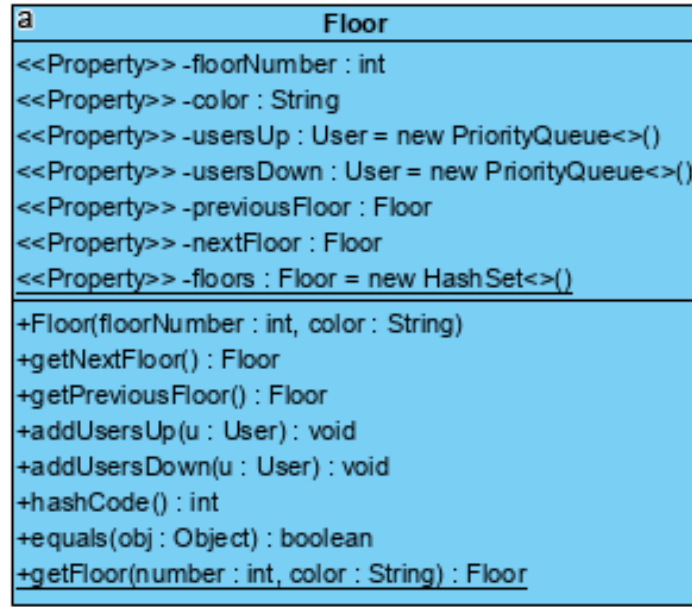 a
Floor
<<Property>> -floorNumber : int
<<Property>> -color : String
<<Property>> -usersUp : User = new PriorityQueue<>()
<<Property>> -usersDown : User = new PriorityQueue<>()
<<Property>> -previousFloor : Floor
<<Property>> -nextFloor : Floor
<<Property>> -floors : Floor = new HashSet<>()
+Floor(floorNumber : int, color : String)
+getNextFloor() : Floor
+getPreviousFloor() : Floor
+addUsersUp(u : User) : void
+addUsersDown(u : User) : void
+hashCode() : int
+equals(obj : Object) : boolean
+getFloor(number : int, color : String) : Floor